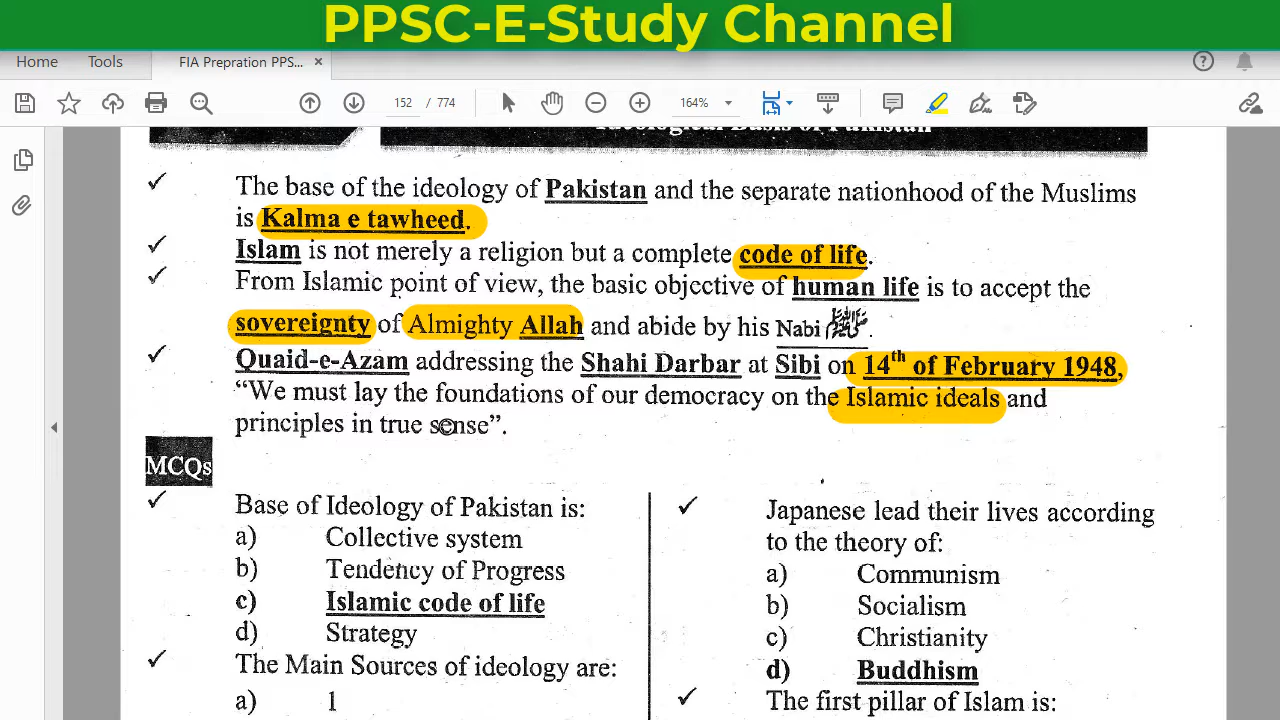 PPSC-E-Study Channel
Home Tools FIA Prepration PPS... ×
152 / 774 164%
Ideological Basis of Pakistan
✓ The base of the ideology of Pakistan and the separate nationhood of the Muslims
is Kalma e tawheed.
✓ Islam is not merely a religion but a complete code of life.
✓ From Islamic point of view, the basic objective of human life is to accept the
sovereignty of Almighty Allah and abide by his Nabi ﷺ.
✓ Quaid-e-Azam addressing the Shahi Darbar at Sibi on 14th of February 1948,
“We must lay the foundations of our democracy on the Islamic ideals and
principles in true sense”.
MCQs
✓ Base of Ideology of Pakistan is:
a) Collective system
b) Tendency of Progress
c) Islamic code of life
d) Strategy
✓ The Main Sources of ideology are:
a) 1
✓ Japanese lead their lives according
to the theory of:
a) Communism
b) Socialism
c) Christianity
d) Buddhism
✓ The first pillar of Islam is: